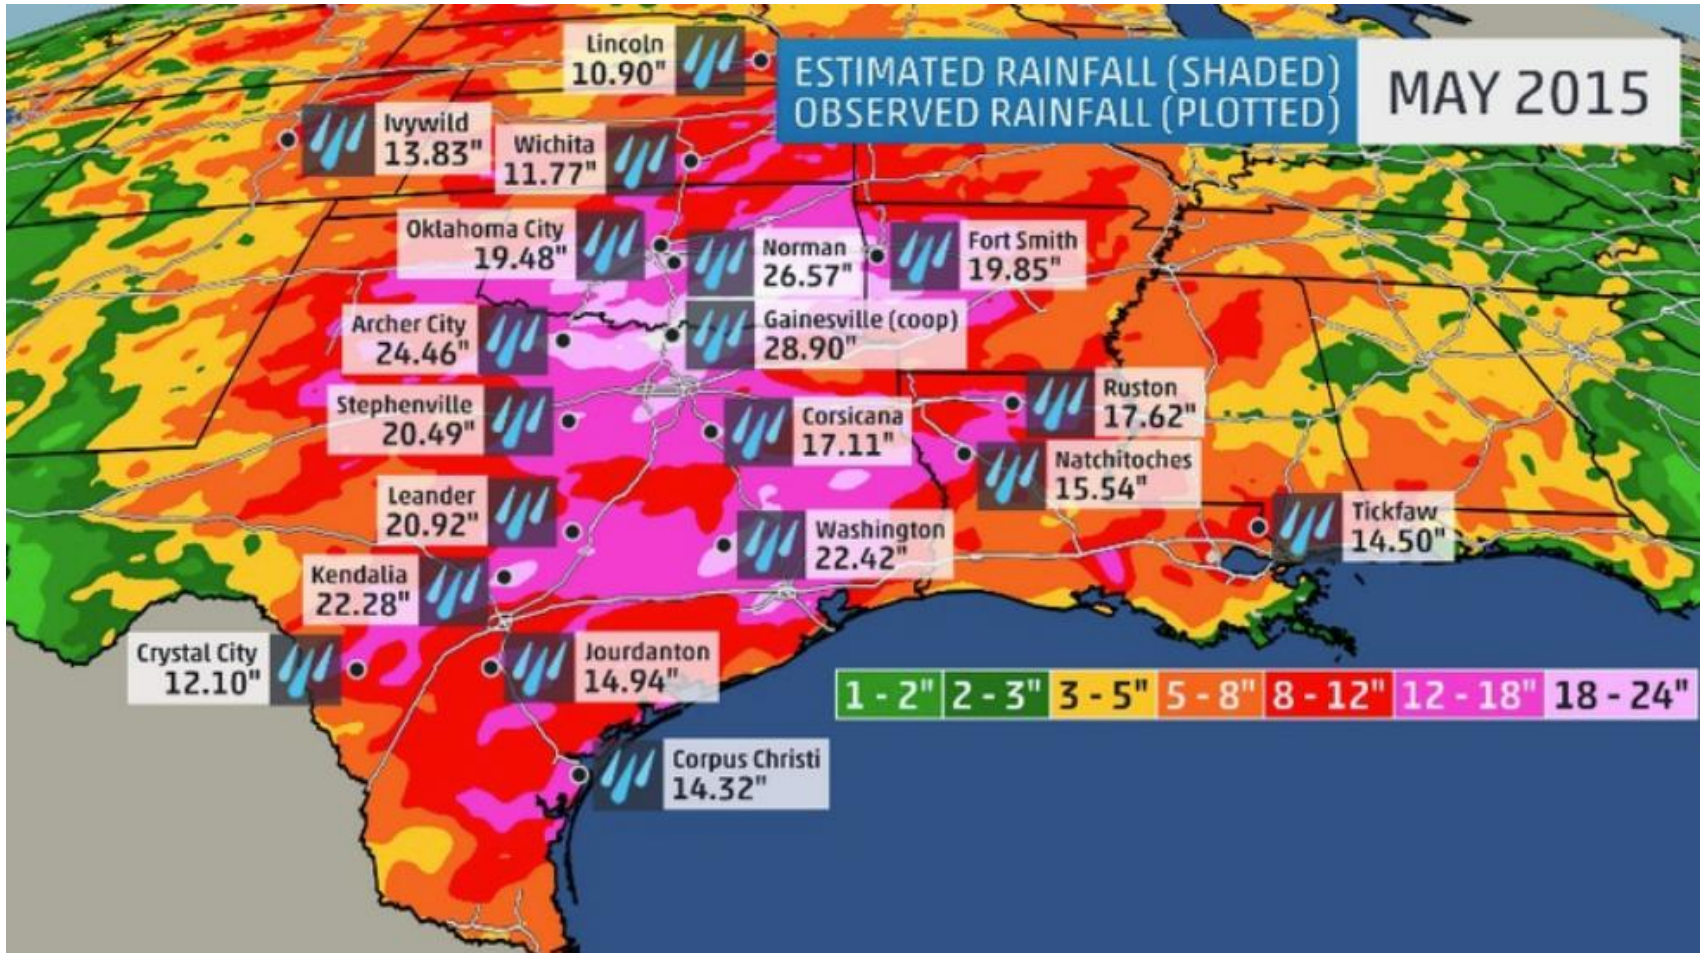 Lincoln
10.90"
ESTIMATED RAINFALL (SHADED)
OBSERVED RAINFALL (PLOTTED)
MAY 2015
Ivywild
13.83"
Wichita
11.77"
Oklahoma City
19.48"
Norman
26.57"
Fort Smith
19.85"
Archer City
24.46"
Gainesville (coop)
28.90"
Stephenville
20.49"
Corsicana
17.11"
Ruston
17.62"
Natchitoches
15.54"
Leander
20.92"
Washington
22.42"
Tickfaw
14.50"
Kendalia
22.28"
Crystal City
12.10"
Jourdanton
14.94"
1 - 2" 2 - 3" 3 - 5" 5 - 8" 8 - 12" 12 - 18" 18 - 24"
Corpus Christi
14.32"